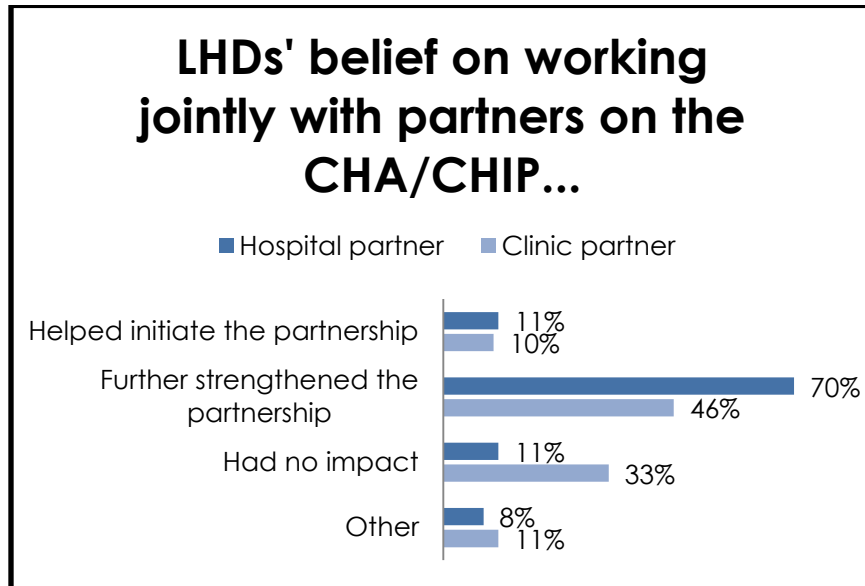 LHDs' belief on working
jointly with partners on the
CHA/CHIP...
Hospital partner Clinic partner
Helped initiate the partnership
11%
10%
Further strengthened the
partnership
70%
46%
Had no impact
11%
33%
Other
8%
11%